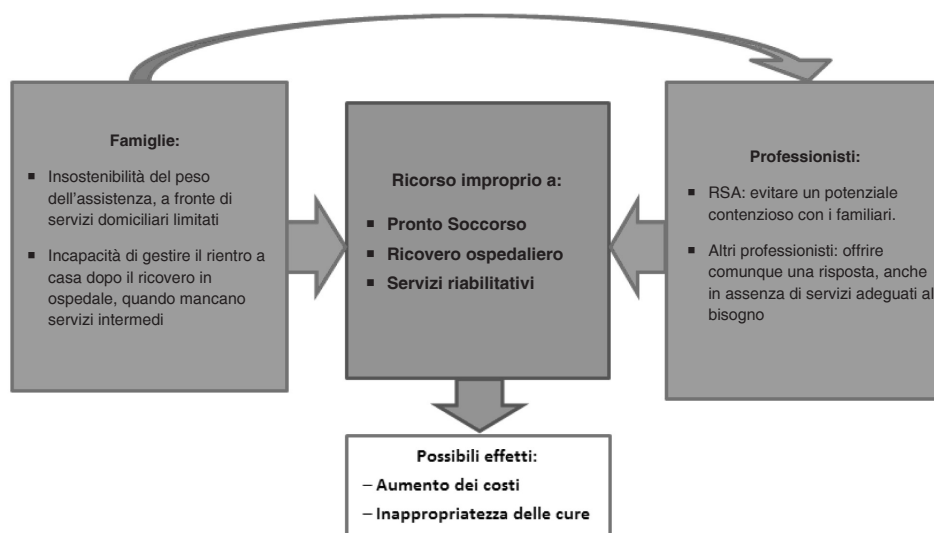 Famiglie:
▪ Insostenibilità del peso
dell’assistenza, a fronte di
servizi domiciliari limitati
▪ Incapacità di gestire il rientro a
casa dopo il ricovero in
ospedale, quando mancano
servizi intermedi
Ricorso improprio a:
▪ Pronto Soccorso
▪ Ricovero ospedaliero
▪ Servizi riabilitativi
Professionisti:
▪ RSA: evitare un potenziale
contenzioso con i familiari.
▪ Altri professionisti: offrire
comunque una risposta, anche
in assenza di servizi adeguati al
bisogno
Possibili effetti:
– Aumento dei costi
– Inappropriatezza delle cure